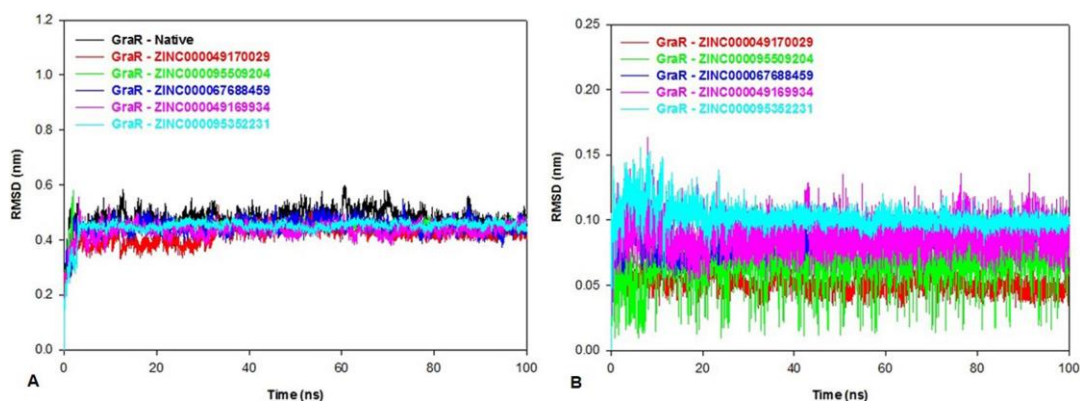 1.2
1.0
0.8
0.6
0.4
0.2
0.0
RMSD (nm)
GraR - Native
GraR - ZINC000049170029
GraR - ZINC000095509204
GraR - ZINC000067688459
GraR - ZINC000049169934
GraR - ZINC000095352231
0 20 40 60 80 100
Time (ns)
A
0.25
0.20
0.15
0.10
0.05
0.00
RMSD (nm)
GraR - ZINC000049170029
GraR - ZINC000095509204
GraR - ZINC000067688459
GraR - ZINC000049169934
GraR - ZINC000095352231
0 20 40 60 80 100
Time (ns)
B